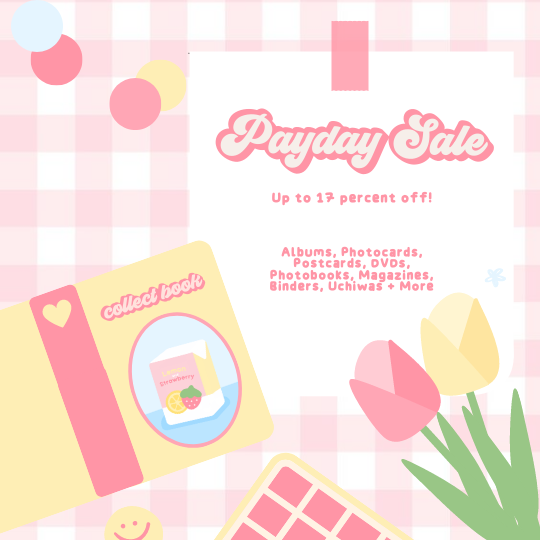 Payday Sale
Up to 17 percent off!
Albums, Photocards,
Postcards, DVDs,
Photobooks, Magazines,
Binders, Uchiwas + More
collect book
Strawberry